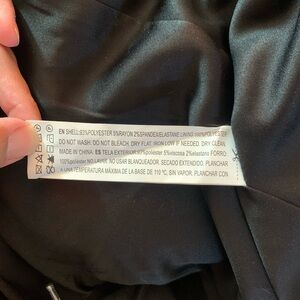 EN SHELL:93%POLYESTER 5%RAYON 2%SPANDEX/ELASTANE LINING:100%POLYESTER
DO NOT WASH. DO NOT BLEACH. DRY FLAT. IRON LOW IF NEEDED. DRY CLEAN.
MADE IN CHINA. ES TELA EXTERIOR:93%poliéster 5%viscosa 2%elastano FORRO:
100%poliéster NO LAVAR. NO USAR BLANQUEADOR. SECADO EXTENDIDO. PLANCHAR CON
A UNA TEMPERATURA MÁXIMA DE LA BASE DE 110 ºC, SIN VAPOR. PLANCHAR CON